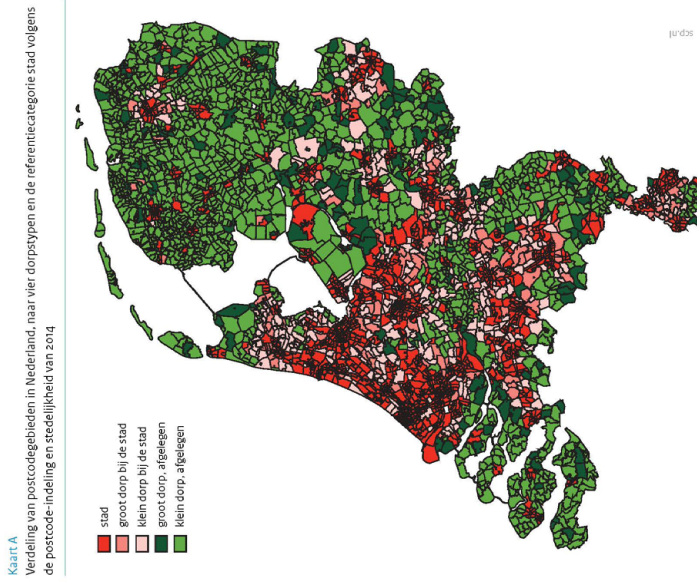 Kaart A
Verdeling van postcodegebieden in Nederland, naar vier dorpstypen en de referentiecategorie stad volgens
de postcode-indeling en stedelijkheid van 2014
stad
groot dorp bij de stad
klein dorp bij de stad
groot dorp, afgelegen
klein dorp, afgelegen
scp.nl